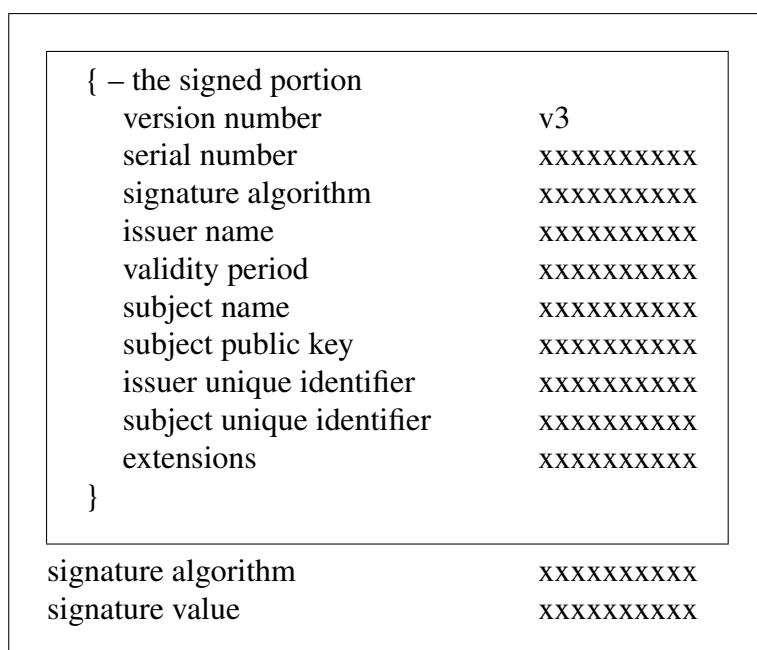 { – the signed portion
version number v3
serial number xxxxxxxxxx
signature algorithm xxxxxxxxxx
issuer name xxxxxxxxxx
validity period xxxxxxxxxx
subject name xxxxxxxxxx
subject public key xxxxxxxxxx
issuer unique identifier xxxxxxxxxx
subject unique identifier xxxxxxxxxx
extensions xxxxxxxxxx
}
signature algorithm xxxxxxxxxx
signature value xxxxxxxxxx